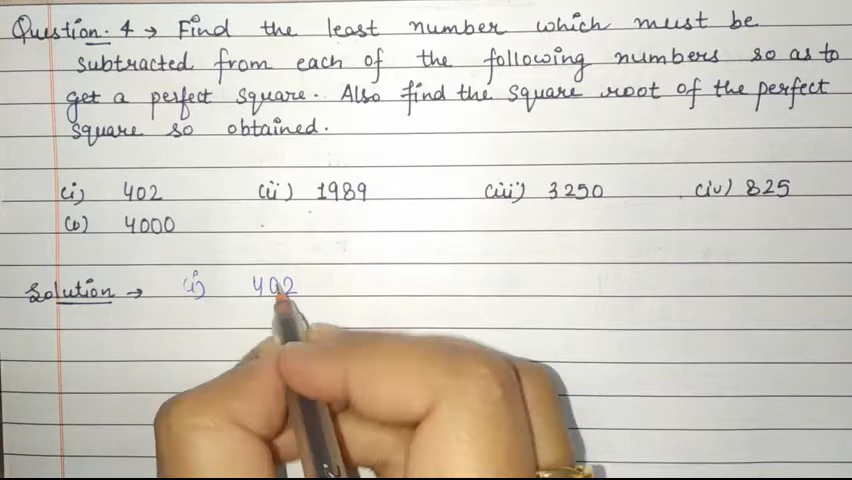 Question. 4 → Find the least number which must be
subtracted from each of the following numbers so as to
get a perfect square. Also find the square root of the perfect
square so obtained.
(i) 402 (ii) 1989 (iii) 3250 (iv) 825
(v) 4000
Solution → (i) 402